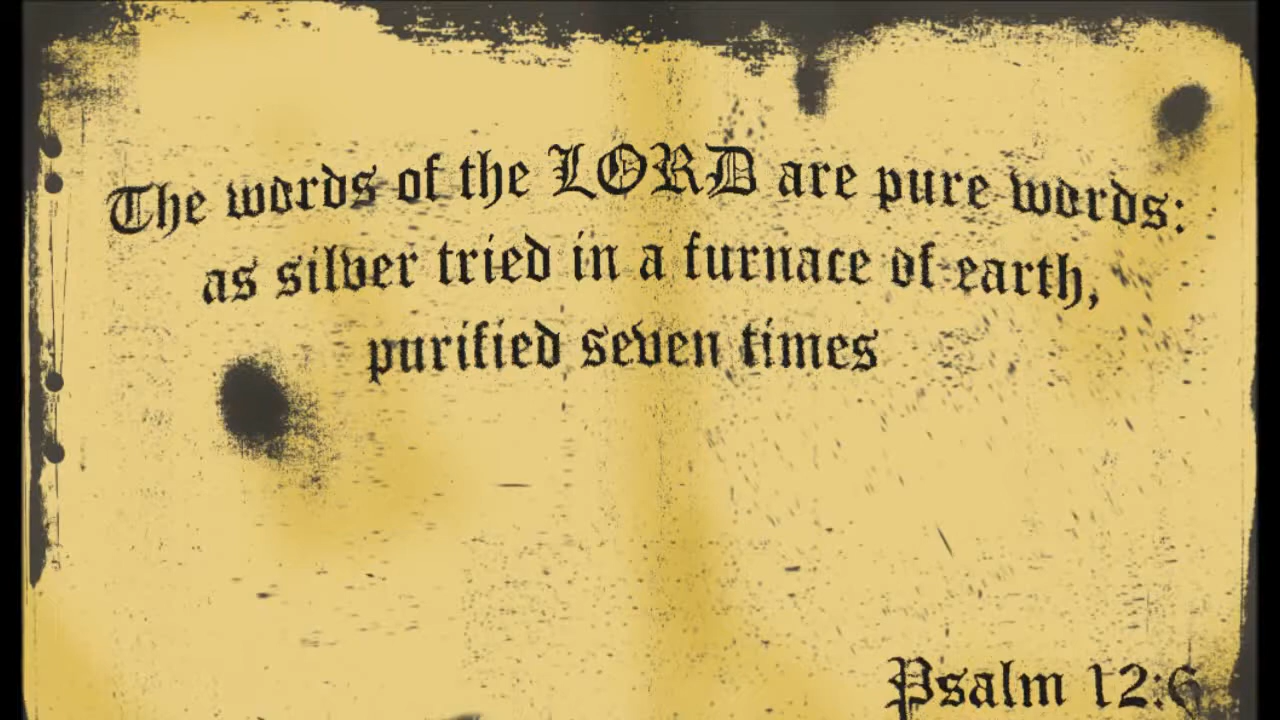 The words of the LORD are pure words:
as silver tried in a furnace of earth,
purified seven times
Psalm 12:6